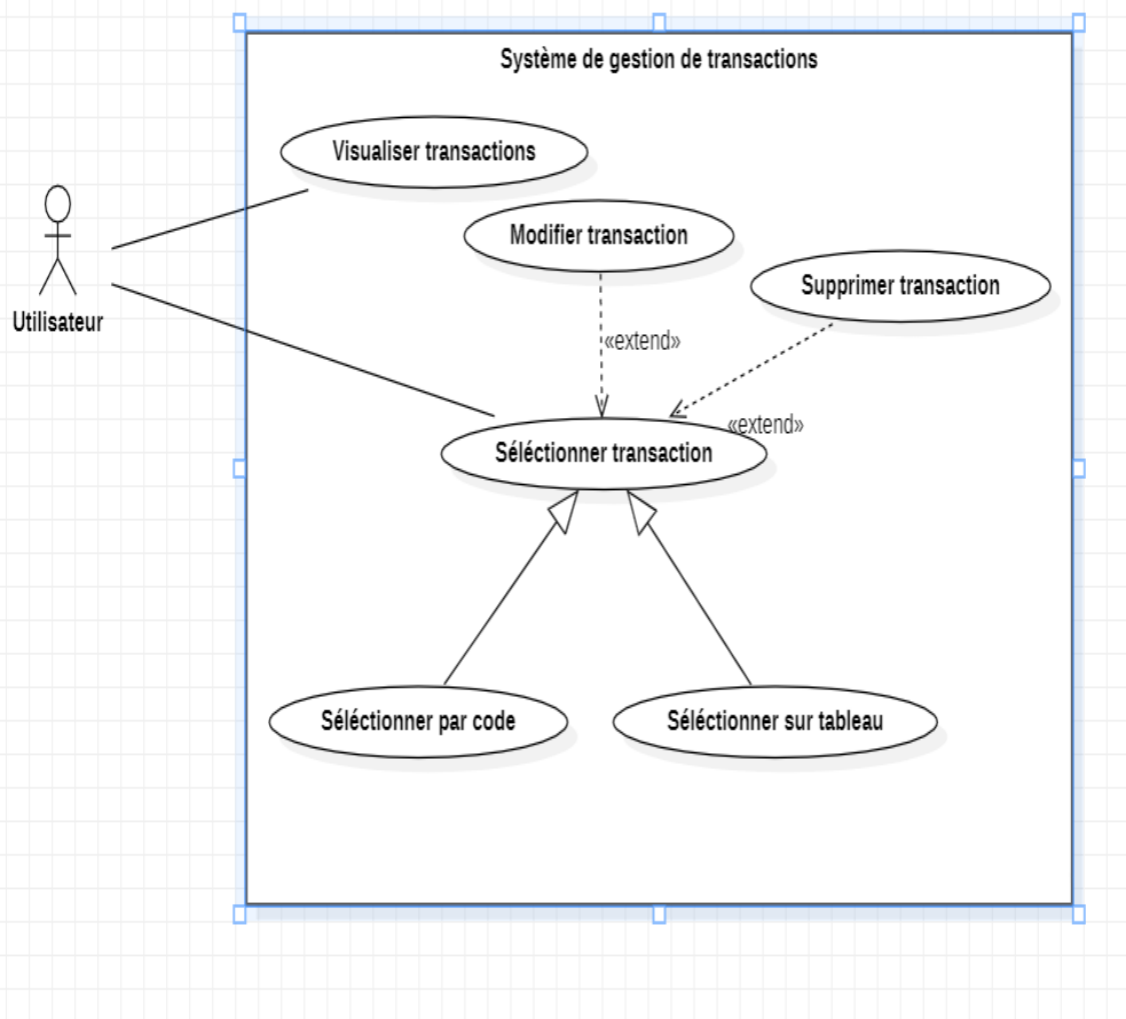 Système de gestion de transactions
Visualiser transactions
Modifier transaction
Supprimer transaction
Utilisateur
«extend»
«extend»
Séléctionner transaction
Séléctionner par code
Séléctionner sur tableau